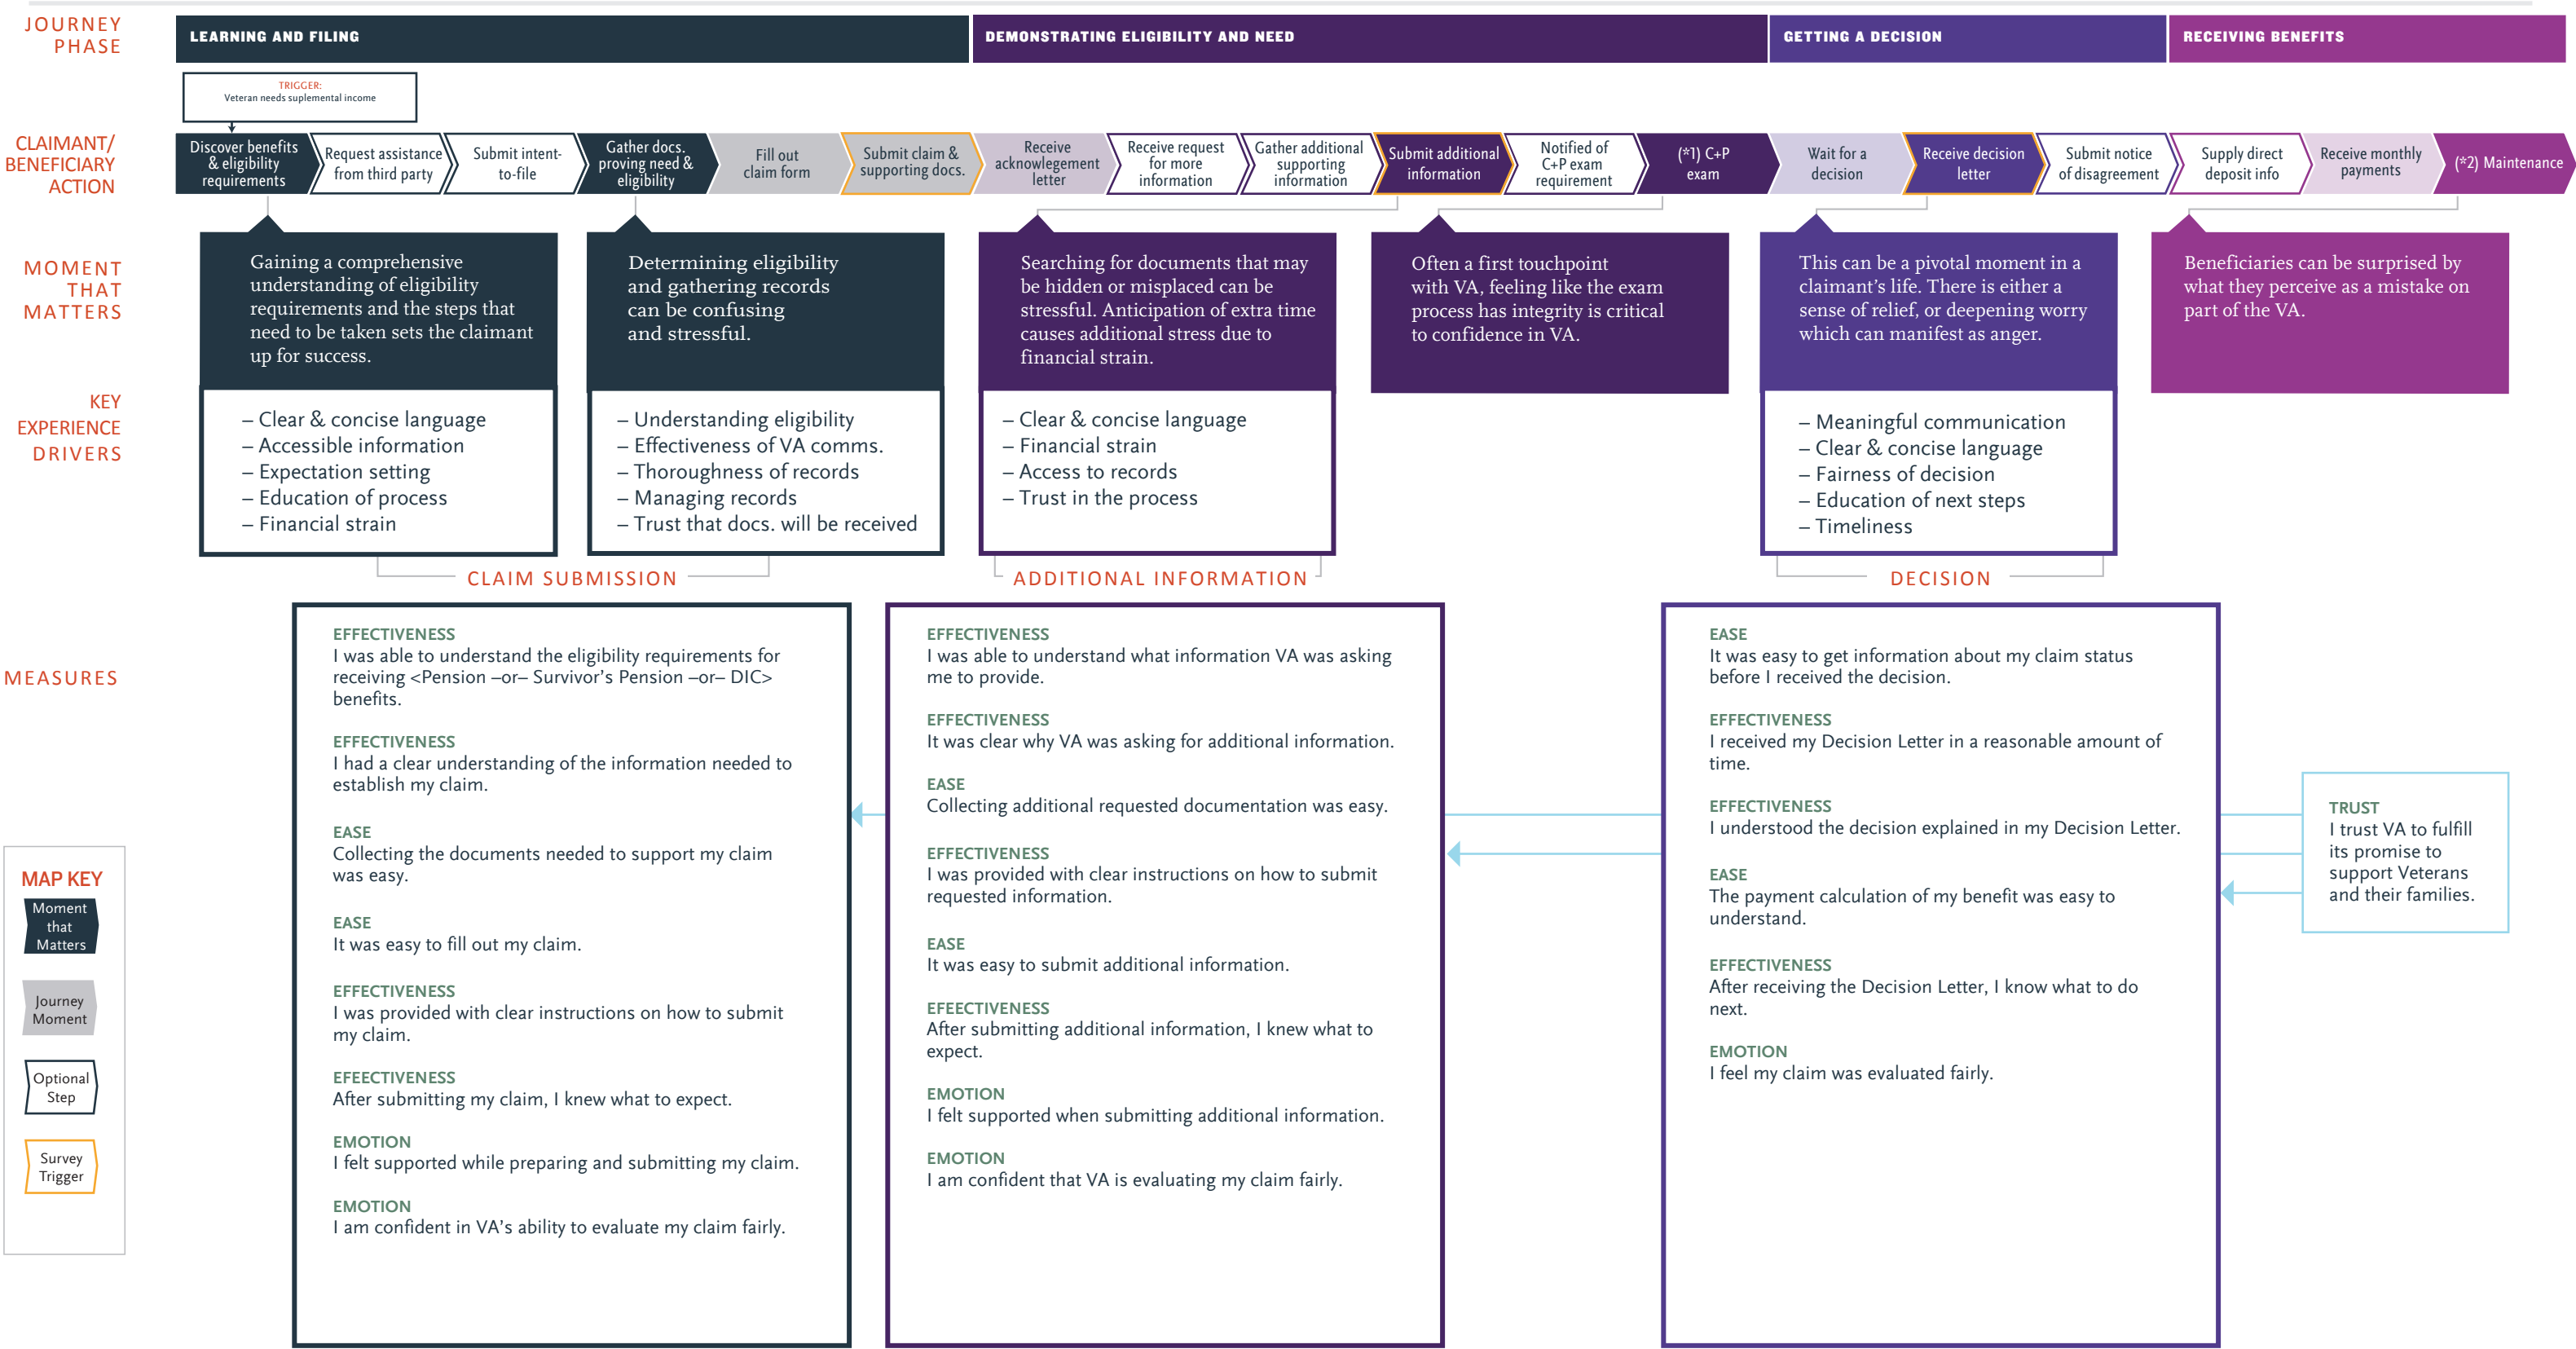 JOURNEY
PHASE
LEARNING AND FILING
DEMONSTRATING ELIGIBILITY AND NEED
GETTING A DECISION
RECEIVING BENEFITS
TRIGGER:
Veteran needs suplemental income
CLAIMANT/
BENEFICIARY
ACTION
Discover benefits
& eligibility
requirements
Request assistance
from third party
Submit intent-
to-file
Gather docs.
proving need &
eligibility
Fill out
claim form
Submit claim &
supporting docs.
Receive
acknowlegement
letter
Receive request
for more
information
Gather additional
supporting
information
Submit additional
information
Notified of
C+P exam
requirement
(*1) C+P
exam
Wait for a
decision
Receive decision
letter
Submit notice
of disagreement
Supply direct
deposit info
Receive monthly
payments
(*2) Maintenance
MOMENT
THAT
MATTERS
Gaining a comprehensive
understanding of eligibility
requirements and the steps that
need to be taken sets the claimant
up for success.
Determining eligibility
and gathering records
can be confusing
and stressful.
Searching for documents that may
be hidden or misplaced can be
stressful. Anticipation of extra time
causes additional stress due to
financial strain.
Often a first touchpoint
with VA, feeling like the exam
process has integrity is critical
to confidence in VA.
This can be a pivotal moment in a
claimant's life. There is either a
sense of relief, or deepening worry
which can manifest as anger.
Beneficiaries can be surprised by
what they perceive as a mistake on
part of the VA.
KEY
EXPERIENCE
DRIVERS
– Clear & concise language
– Accessible information
– Expectation setting
– Education of process
– Financial strain
– Understanding eligibility
– Effectiveness of VA comms.
– Thoroughness of records
– Managing records
– Trust that docs. will be received
– Clear & concise language
– Financial strain
– Access to records
– Trust in the process
– Meaningful communication
– Clear & concise language
– Fairness of decision
– Education of next steps
– Timeliness
CLAIM SUBMISSION
ADDITIONAL INFORMATION
DECISION
MEASURES
EFFECTIVENESS
I was able to understand the eligibility requirements for
receiving <Pension –or– Survivor's Pension –or– DIC>
benefits.
EFFECTIVENESS
I had a clear understanding of the information needed to
establish my claim.
EASE
Collecting the documents needed to support my claim
was easy.
EASE
It was easy to fill out my claim.
EFFECTIVENESS
I was provided with clear instructions on how to submit
my claim.
EFEECTIVENESS
After submitting my claim, I knew what to expect.
EMOTION
I felt supported while preparing and submitting my claim.
EMOTION
I am confident in VA's ability to evaluate my claim fairly.
EFFECTIVENESS
I was able to understand what information VA was asking
me to provide.
EFFECTIVENESS
It was clear why VA was asking for additional information.
EASE
Collecting additional requested documentation was easy.
EFFECTIVENESS
I was provided with clear instructions on how to submit
requested information.
EASE
It was easy to submit additional information.
EFEECTIVENESS
After submitting additional information, I knew what to
expect.
EMOTION
I felt supported when submitting additional information.
EMOTION
I am confident that VA is evaluating my claim fairly.
EASE
It was easy to get information about my claim status
before I received the decision.
EFFECTIVENESS
I received my Decision Letter in a reasonable amount of
time.
EFFECTIVENESS
I understood the decision explained in my Decision Letter.
EASE
The payment calculation of my benefit was easy to
understand.
EFFECTIVENESS
After receiving the Decision Letter, I know what to do
next.
EMOTION
I feel my claim was evaluated fairly.
TRUST
I trust VA to fulfill
its promise to
support Veterans
and their families.
MAP KEY
Moment
that
Matters
Journey
Moment
Optional
Step
Survey
Trigger